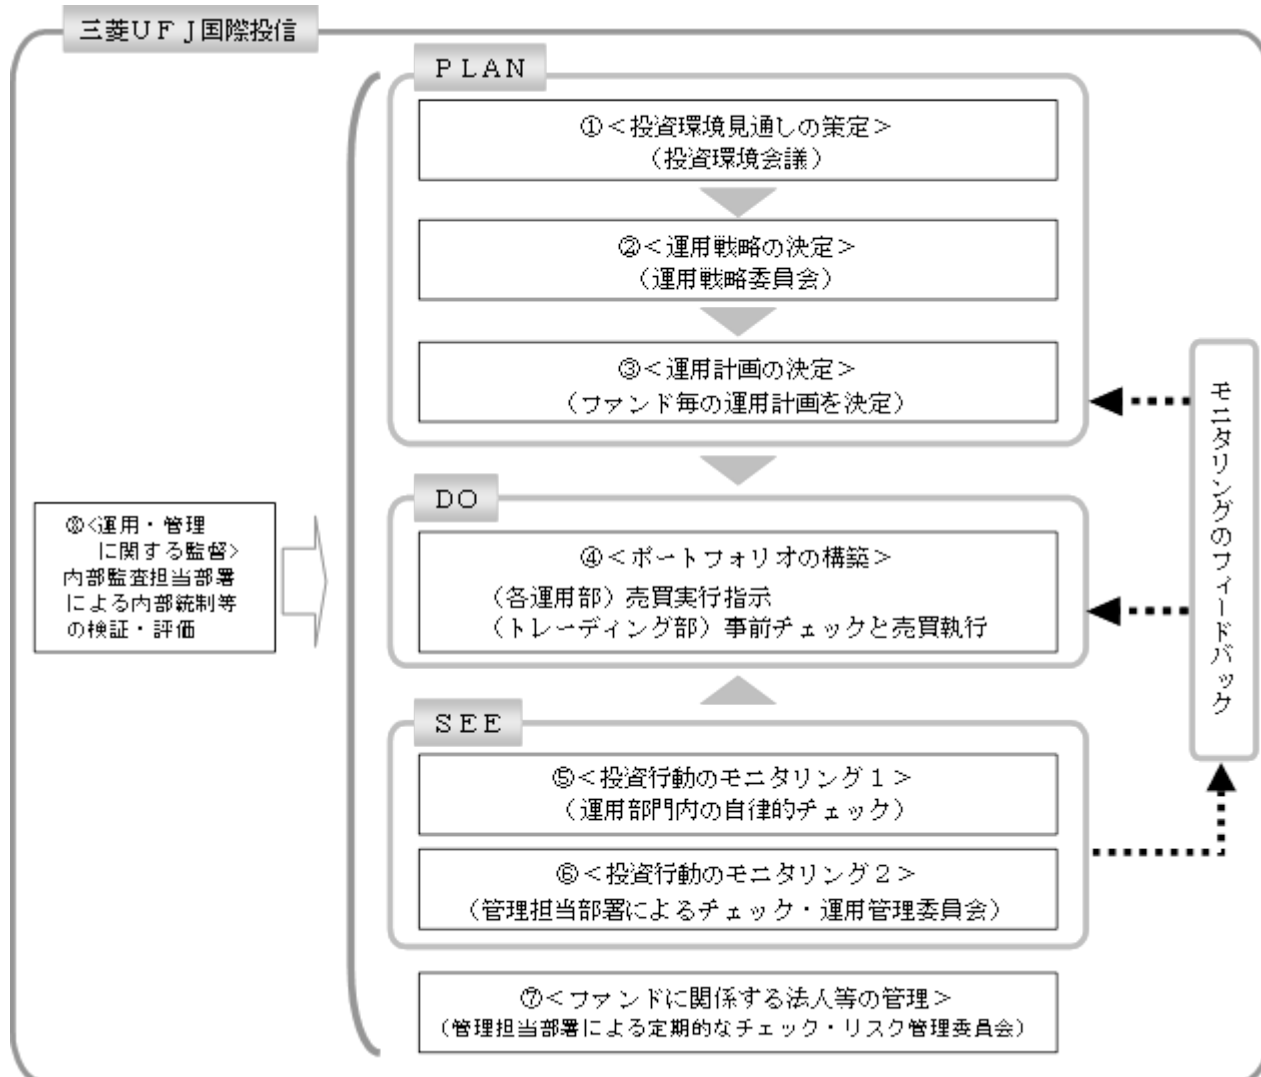 三菱ＵＦＪ国際投信
ＰＬＡＮ
①＜投資環境見通しの策定＞
（投資環境会議）
②＜運用戦略の決定＞
（運用戦略委員会）
③＜運用計画の決定＞
（ファンド毎の運用計画を決定）
ＤＯ
④＜ポートフォリオの構築＞
（各運用部）売買実行指示
（トレーディング部）事前チェックと売買執行
ＳＥＥ
⑤＜投資行動のモニタリング１＞
（運用部門内の自律的チェック）
⑥＜投資行動のモニタリング２＞
（管理担当部署によるチェック・運用管理委員会）
⑦＜ファンドに関係する法人等の管理＞
（管理担当部署による定期的なチェック・リスク管理委員会）
⑧＜運用・管理
に関する監督＞
内部監査担当部署
による内部統制等
の検証・評価
モニタリングのフィードバック